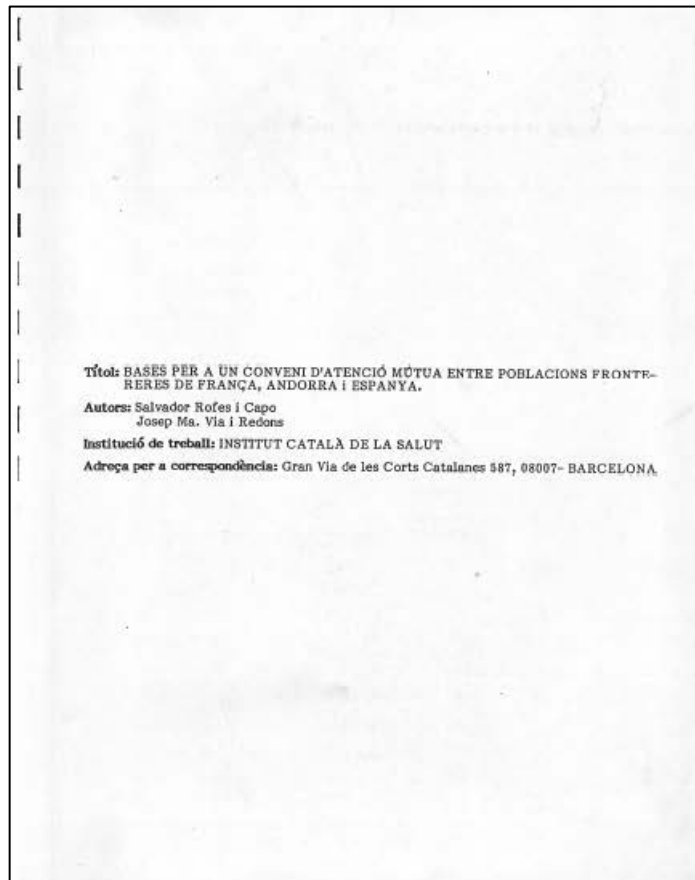 Títol: BASES PER A UN CONVENI D'ATENCIÓ MÚTUA ENTRE POBLACIONS FRONTE-
RERES DE FRANÇA, ANDORRA i ESPANYA.
Autors: Salvador Rofes i Capo
Josep Ma. Via i Redons
Institució de treball: INSTITUT CATALÀ DE LA SALUT
Adreça per a correspondència: Gran Via de les Corts Catalanes 587, 08007- BARCELONA